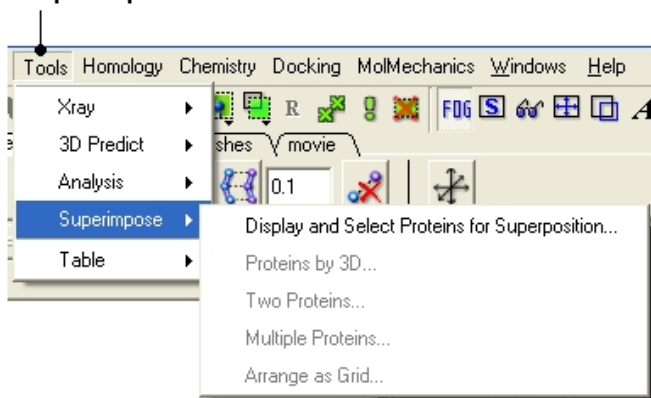 Tools Homology Chemistry Docking MolMechanics Windows Help
Xray
R FOG S A
3D Predict
shes movie
Analysis
0.1
Superimpose
Display and Select Proteins for Superposition...
Table
Proteins by 3D...
Two Proteins...
Multiple Proteins...
Arrange as Grid...